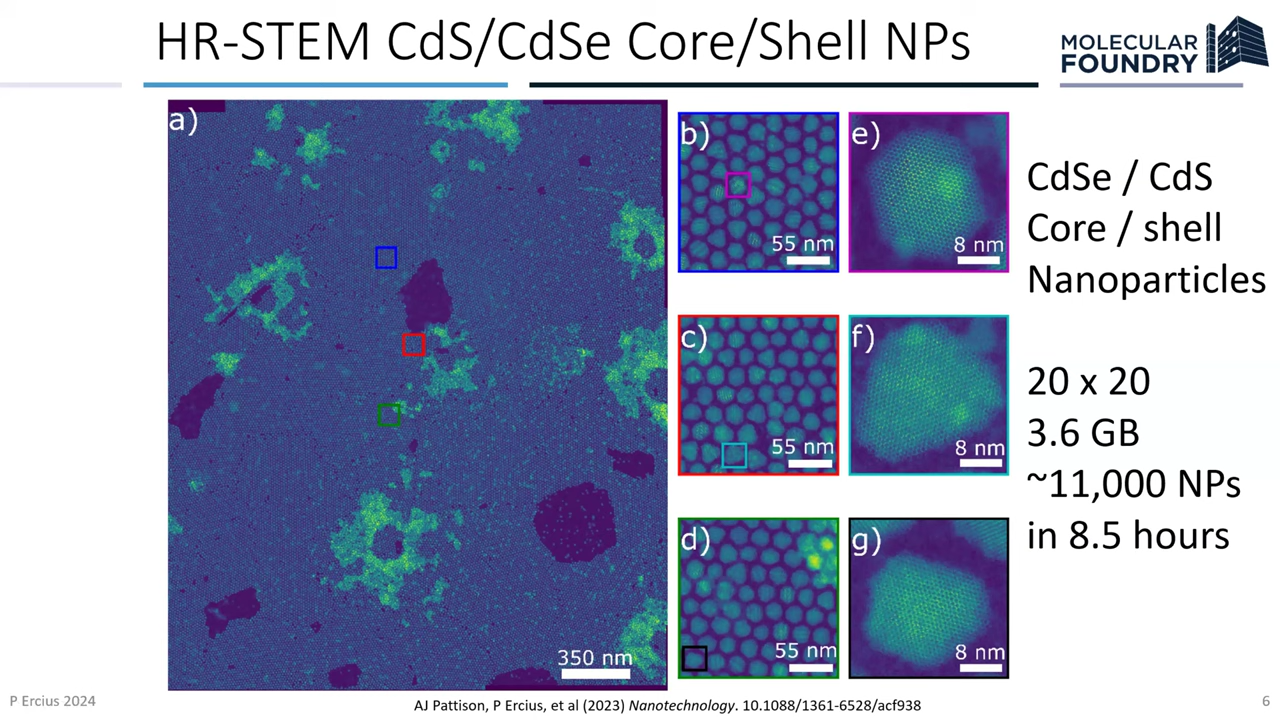 HR-STEM CdS/CdSe Core/Shell NPs
MOLECULAR
FOUNDRY
a)
350 nm
b)
55 nm
e)
8 nm
c)
55 nm
f)
8 nm
d)
55 nm
g)
8 nm
CdSe / CdS
Core / shell
Nanoparticles
20 x 20
3.6 GB
~11,000 NPs
in 8.5 hours
P Ercius 2024
AJ Pattison, P Ercius, et al (2023) Nanotechnology. 10.1088/1361-6528/acf938
6